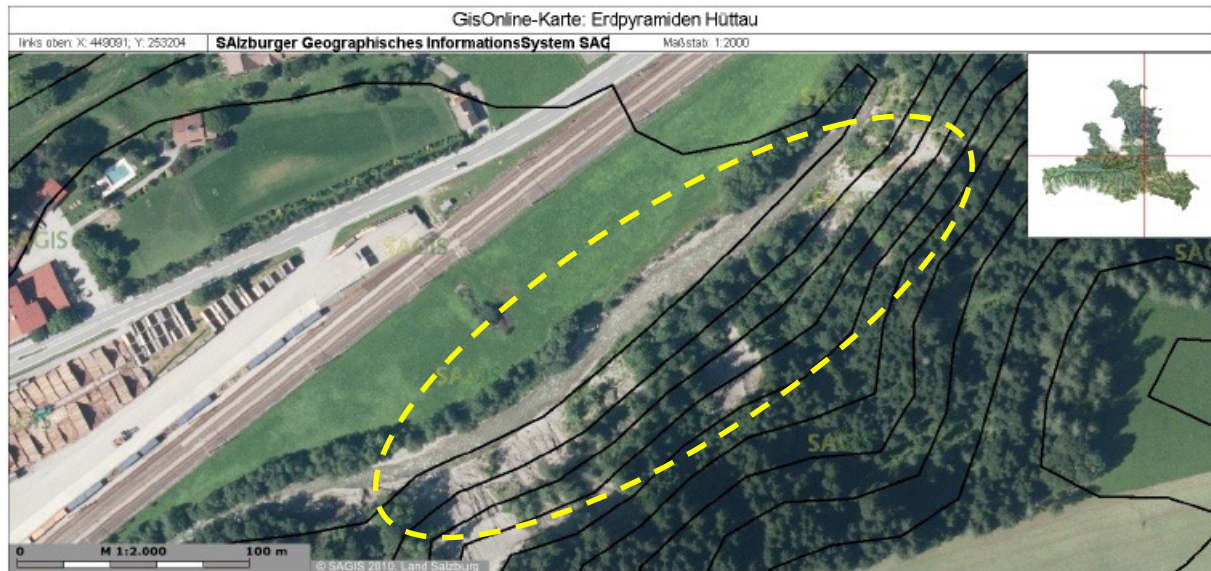 GisOnline-Karte: Erdpyramiden Hüttau
links oben: X: 449091; Y: 253204 SAlzburger Geographisches InformationsSystem SAG Maßstab: 1:2000
SAGIS
SAGIS
SAGIS
SAGIS
SAGIS
SAGIS
0 M 1:2.000 100 m
© SAGIS 2010, Land Salzburg